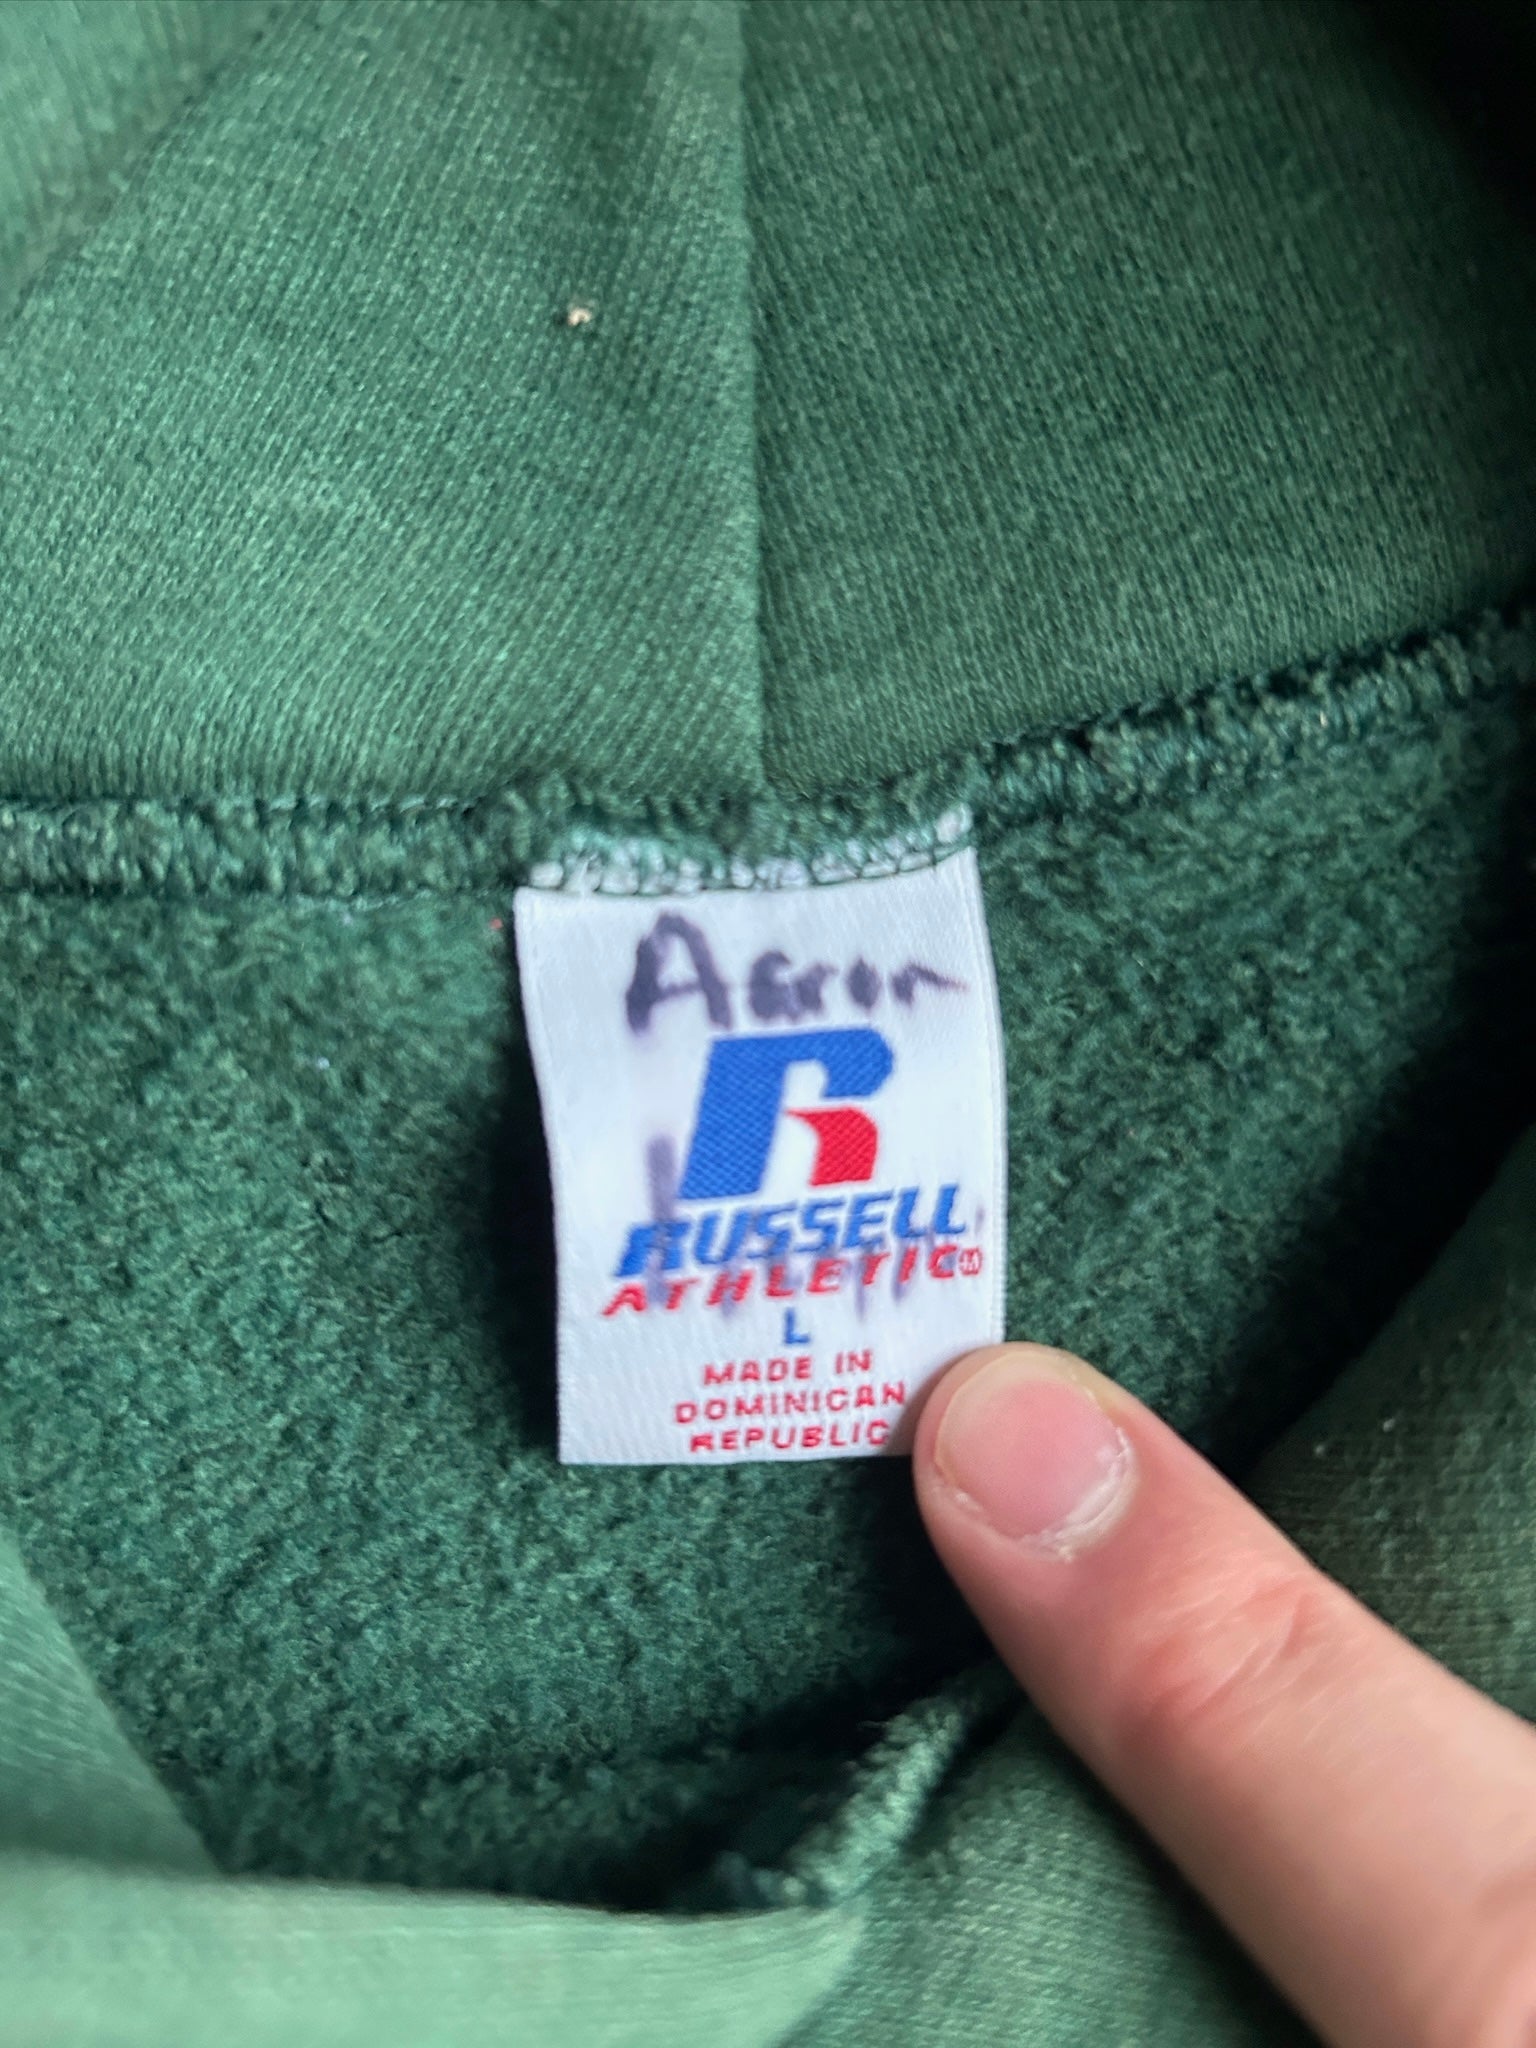 Aaron
RUSSELL
ATHLETIC
L
MADE IN
DOMINICAN
REPUBLIC